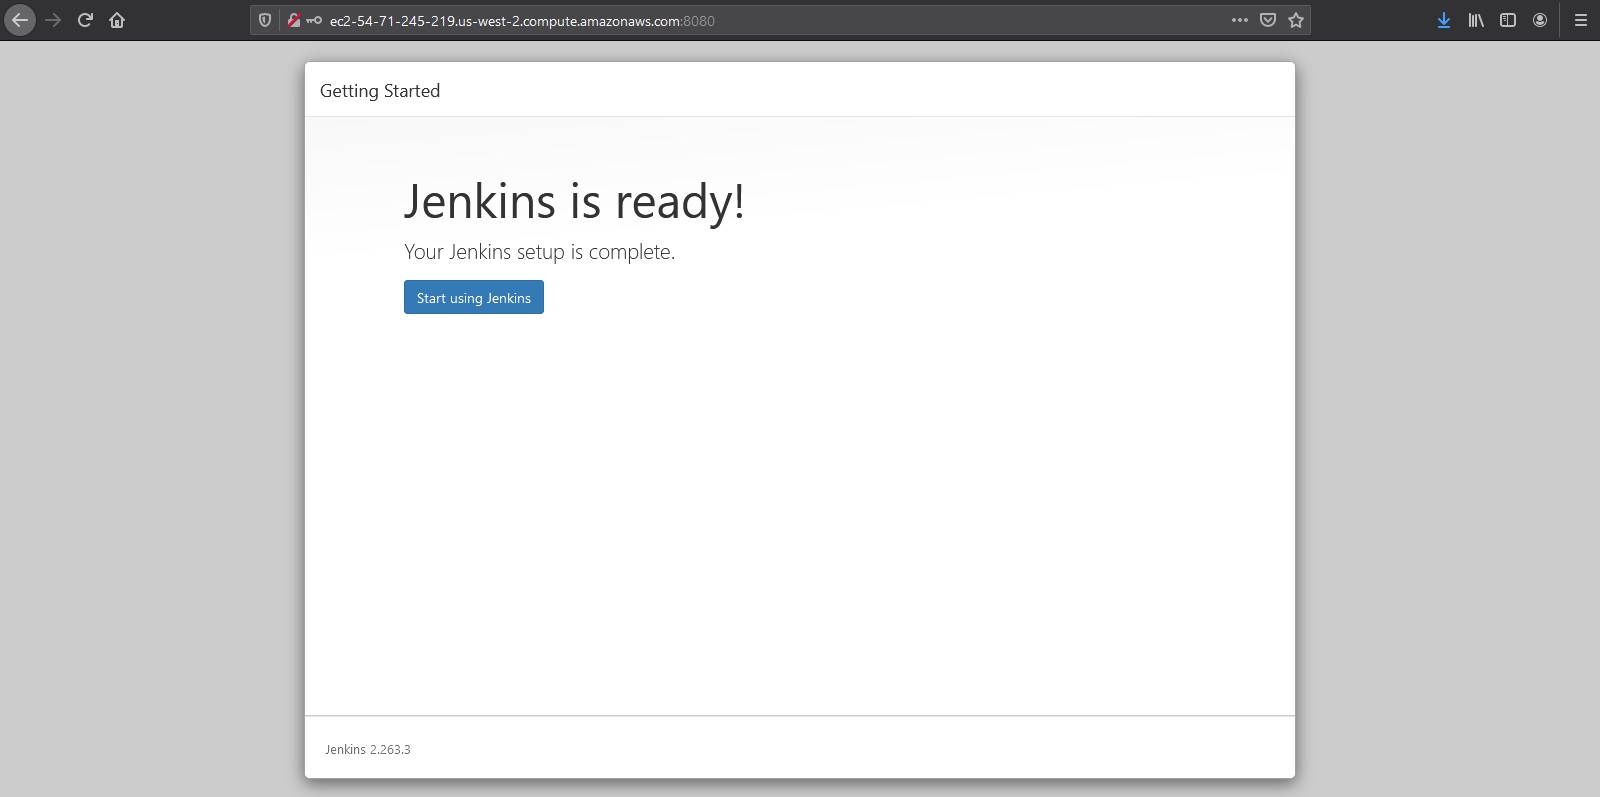 ec2-54-71-245-219.us-west-2.compute.amazonaws.com:8080
Getting Started
Jenkins is ready!
Your Jenkins setup is complete.
Start using Jenkins
Jenkins 2.263.3